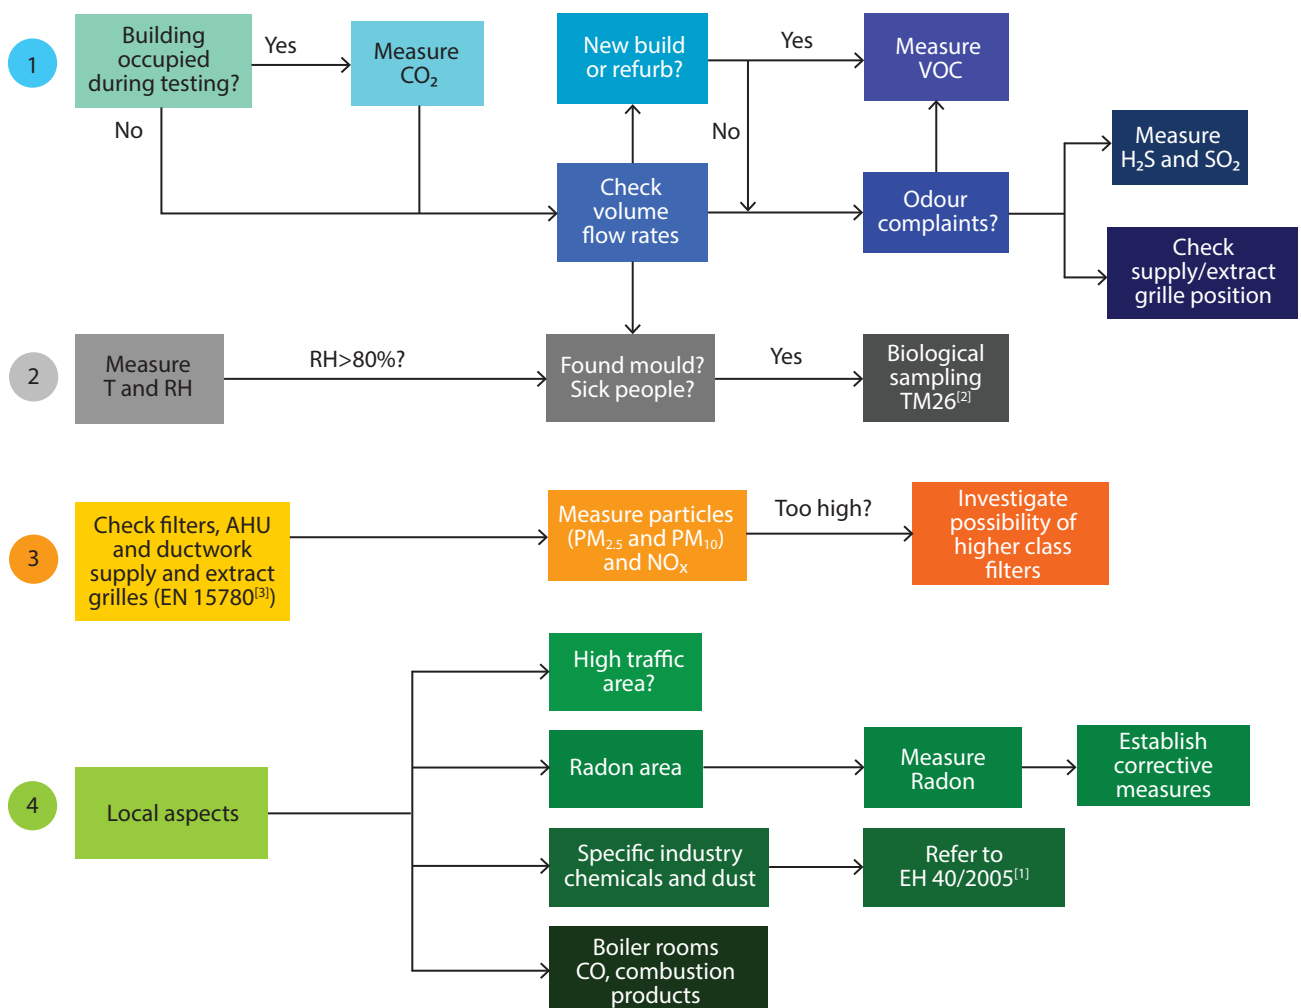 1
Building
occupied
during testing?
Yes
No
Measure
CO₂
New build
or refurb?
Yes
No
Measure
VOC
Check
volume
flow rates
Odour
complaints?
Measure
H₂S and SO₂
Check
supply/extract
grille position
2
Measure
T and RH
RH>80%?
Found mould?
Sick people?
Yes
Biological
sampling
TM26[2]
3
Check filters, AHU
and ductwork
supply and extract
grilles (EN 15780[3])
Measure particles
(PM2.5 and PM10)
and NOx
Too high?
Investigate
possibility of
higher class
filters
4
Local aspects
High traffic
area?
Radon area
Measure
Radon
Establish
corrective
measures
Specific industry
chemicals and dust
Refer to
EH 40/2005[1]
Boiler rooms
CO, combustion
products